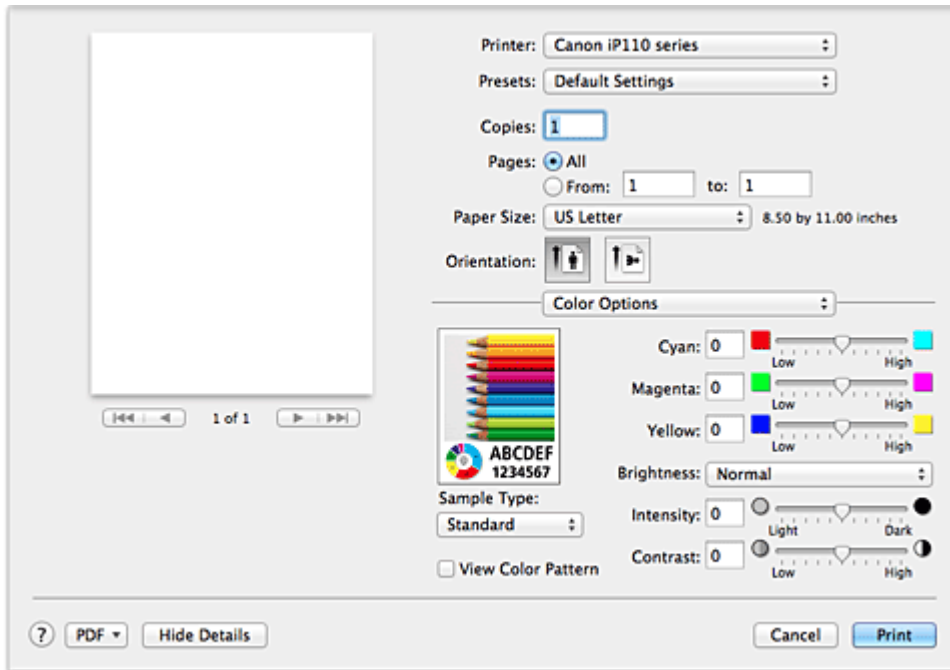 Printer: Canon iP110 series
Presets: Default Settings
Copies: 1
Pages: All
From: 1 to: 1
Paper Size: US Letter 8.50 by 11.00 inches
Orientation:
Color Options
1 of 1
ABCDEF
1234567
Sample Type:
Standard
View Color Pattern
Cyan: 0
Low High
Magenta: 0
Low High
Yellow: 0
Low High
Brightness: Normal
Intensity: 0
Light Dark
Contrast: 0
Low High
? PDF Hide Details Cancel Print